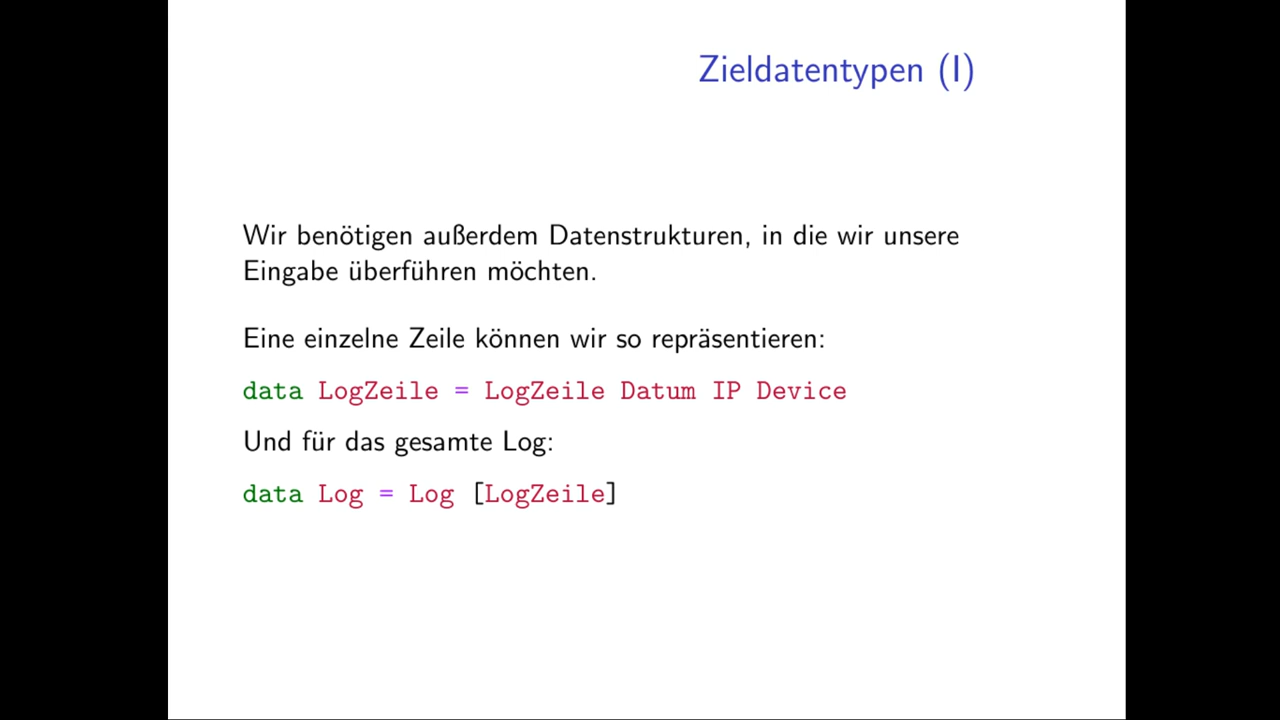 Zieldatentypen (I)
Wir benötigen außerdem Datenstrukturen, in die wir unsere
Eingabe überführen möchten.
Eine einzelne Zeile können wir so repräsentieren:
data LogZeile = LogZeile Datum IP Device
Und für das gesamte Log:
data Log = Log [LogZeile]